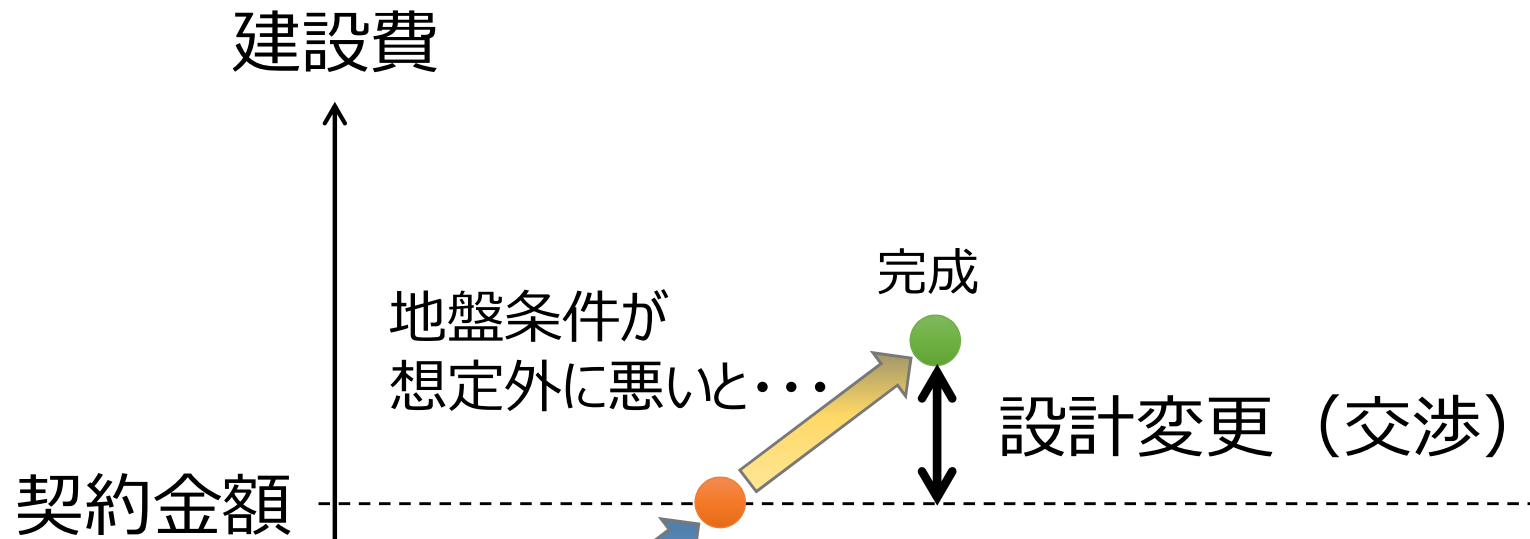 建設費
完成
地盤条件が
想定外に悪いと・・・
設計変更（交渉）
契約金額